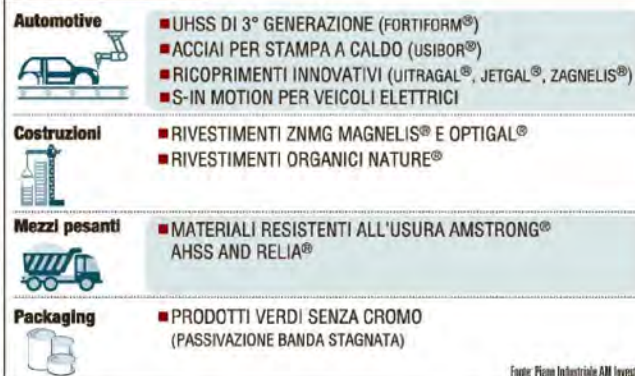 Automotive
■ UHSS DI 3° GENERAZIONE (FORTIFORM®)
■ ACCIAI PER STAMPA A CALDO (USIBOR®)
■ RICOPRIMENTI INNOVATIVI (UITRAGAL®, JETGAL®, ZAGNELIS®)
■ S-IN MOTION PER VEICOLI ELETTRICI
Costruzioni
■ RIVESTIMENTI ZNMG MAGNELIS® E OPTIGAL®
■ RIVESTIMENTI ORGANICI NATURE®
Mezzi pesanti
■ MATERIALI RESISTENTI ALL'USURA AMSTRONG®
AHSS AND RELIA®
Packaging
■ PRODOTTI VERDI SENZA CROMO
(PASSIVAZIONE BANDA STAGNATA)
Fonte: Piano Industriale AM Invest